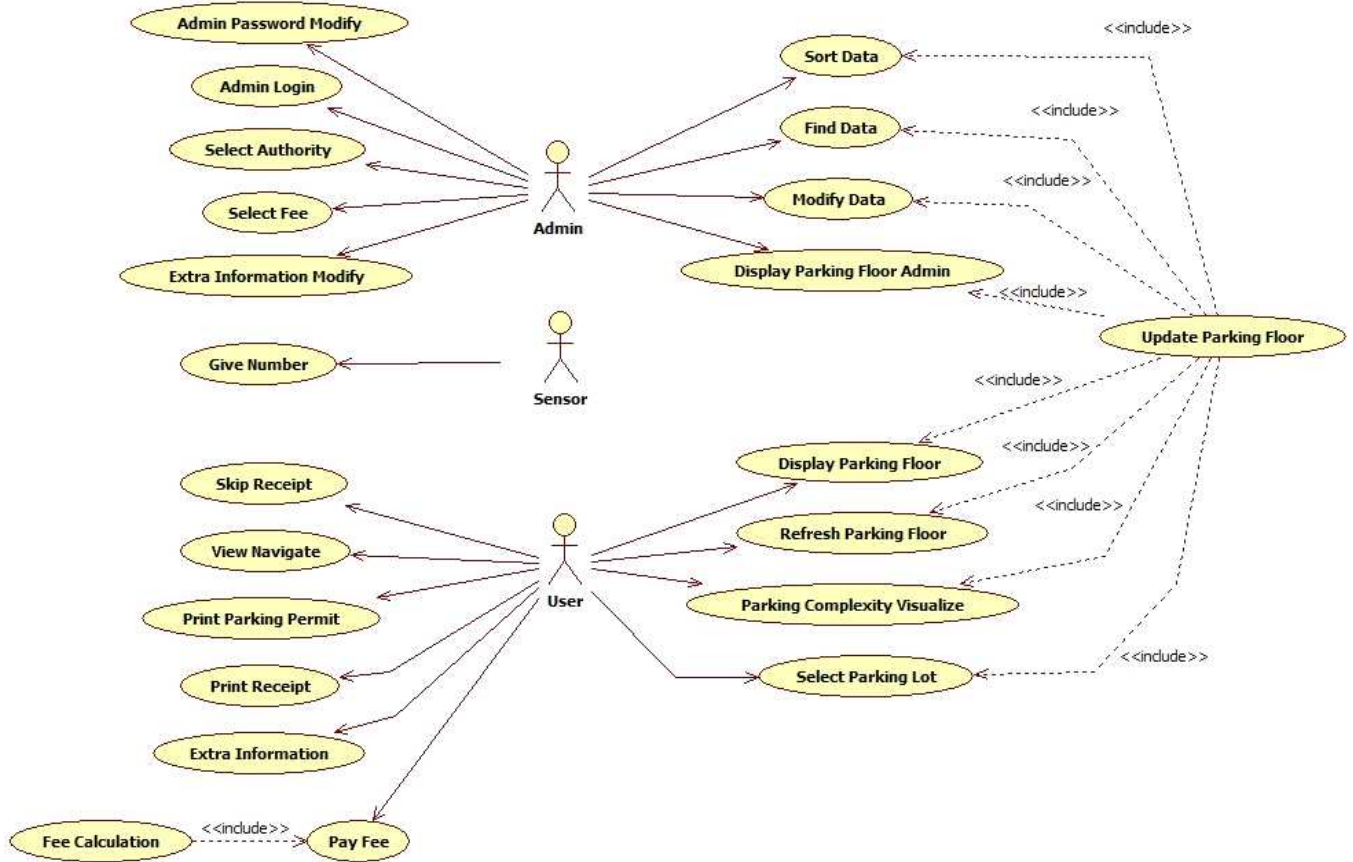 Admin Password Modify
<<include>>
Sort Data
Admin Login
<<include>>
Find Data
Select Authority
<<include>>
Modify Data
Select Fee
Admin
Display Parking Floor Admin
Extra Information Modify
<<include>>
Update Parking Floor
Give Number
Sensor
<<include>>
<<include>>
Display Parking Floor
Skip Receipt
<<include>>
Refresh Parking Floor
View Navigate
User
Parking Complexity Visualize
Print Parking Permit
<<include>>
Select Parking Lot
Print Receipt
Extra Information
<<include>>
Fee Calculation
Pay Fee